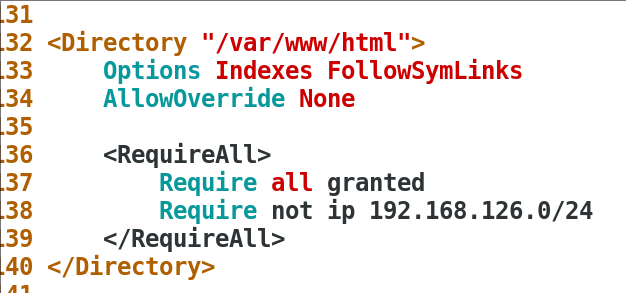 131
132 <Directory "/var/www/html">
133     Options Indexes FollowSymLinks
134     AllowOverride None
135
136     <RequireAll>
137         Require all granted
138         Require not ip 192.168.126.0/24
139     </RequireAll>
140 </Directory>
141